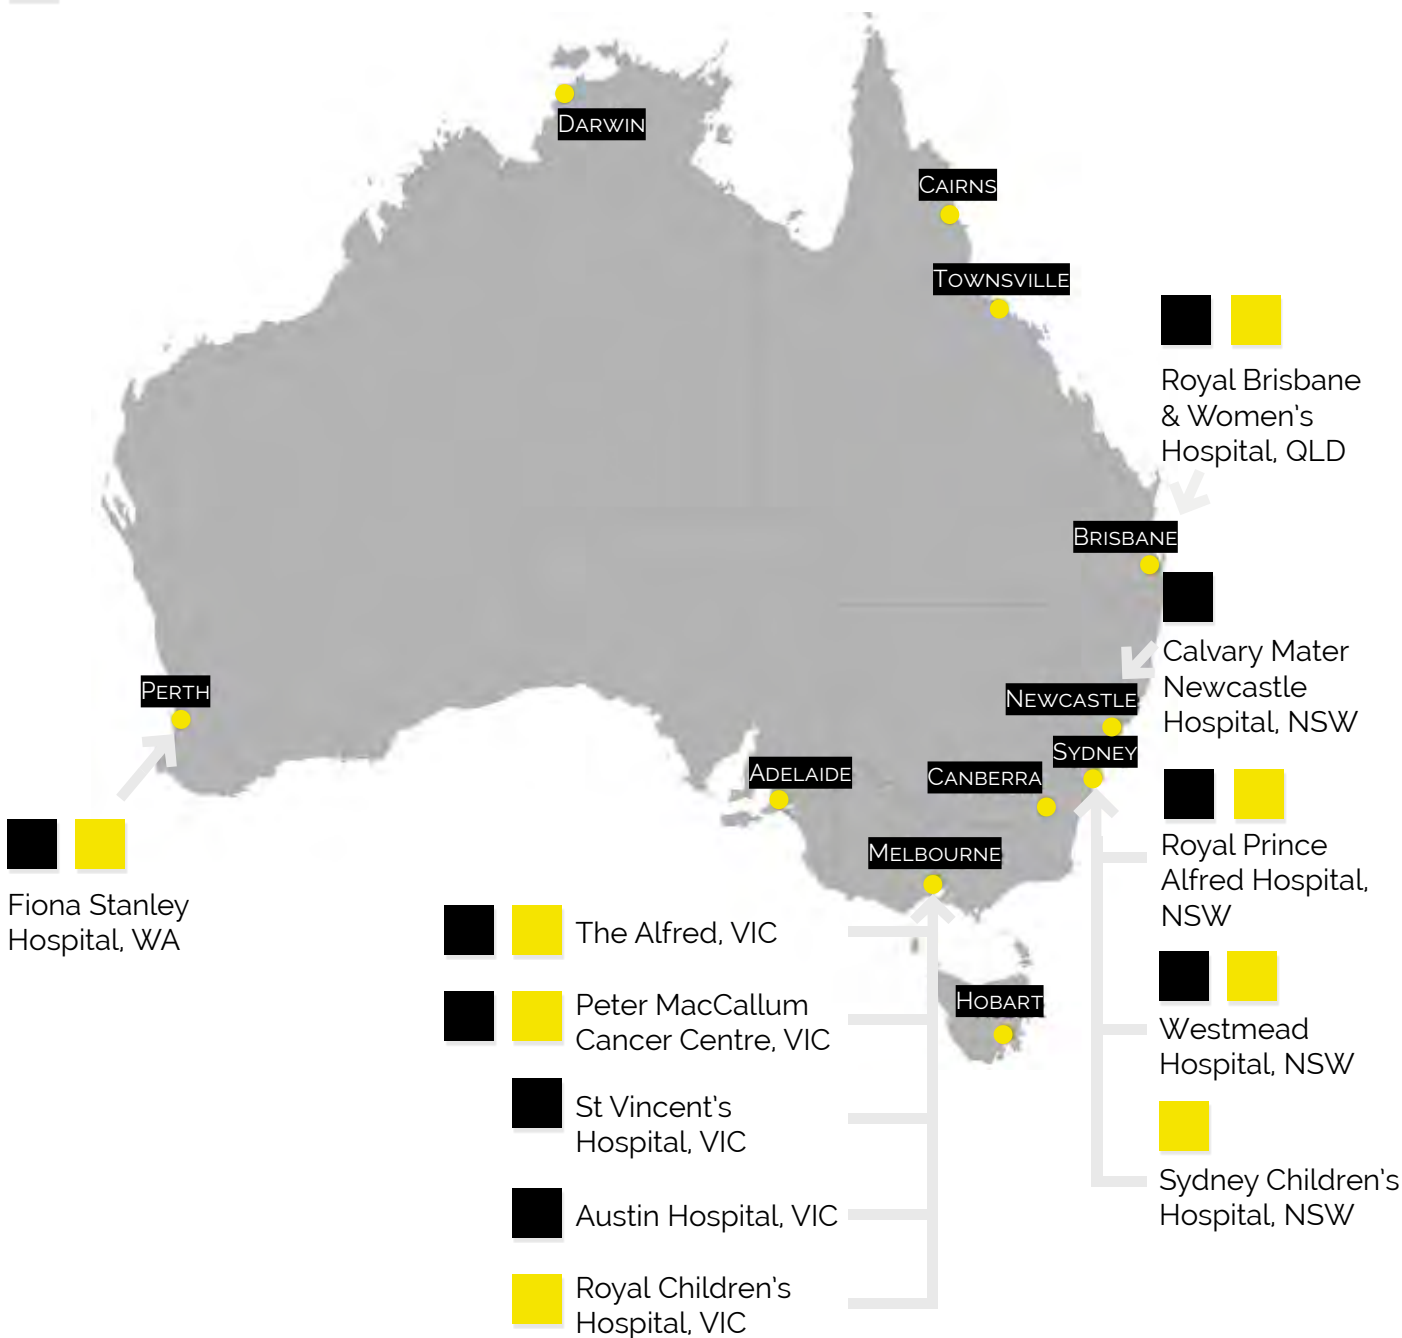 DARWIN
CAIRNS
TOWNSVILLE
Royal Brisbane
& Women's
Hospital, QLD
BRISBANE
Calvary Mater
Newcastle
Hospital, NSW
PERTH
NEWCASTLE
SYDNEY
ADELAIDE
CANBERRA
MELBOURNE
Royal Prince
Alfred Hospital,
NSW
Fiona Stanley
Hospital, WA
The Alfred, VIC
Peter MacCallum
Cancer Centre, VIC
HOBART
Westmead
Hospital, NSW
St Vincent's
Hospital, VIC
Austin Hospital, VIC
Sydney Children's
Hospital, NSW
Royal Children's
Hospital, VIC